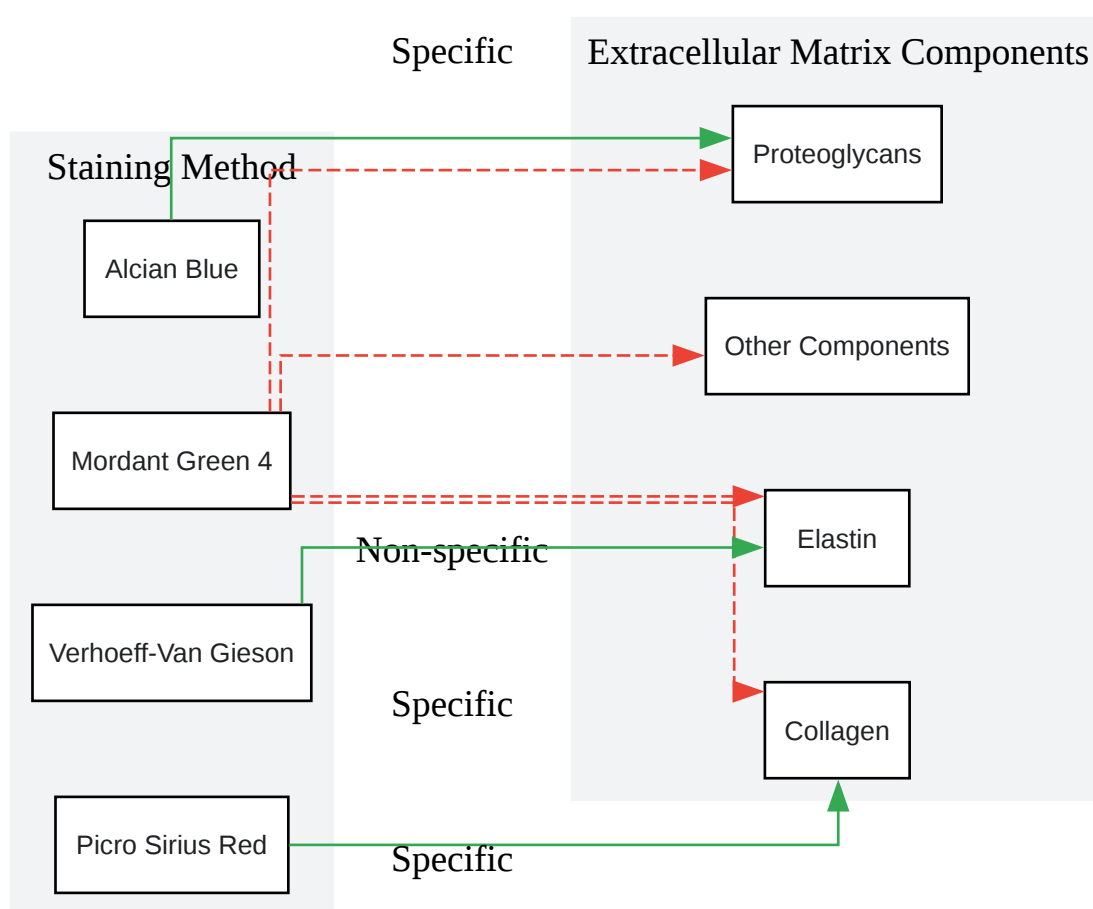 Specific
Extracellular Matrix Components
Proteoglycans
Staining Method
Alcian Blue
Other Components
Mordant Green 4
Elastin
Non-specific
Verhoeff-Van Gieson
Specific
Collagen
Picro Sirius Red
Specific